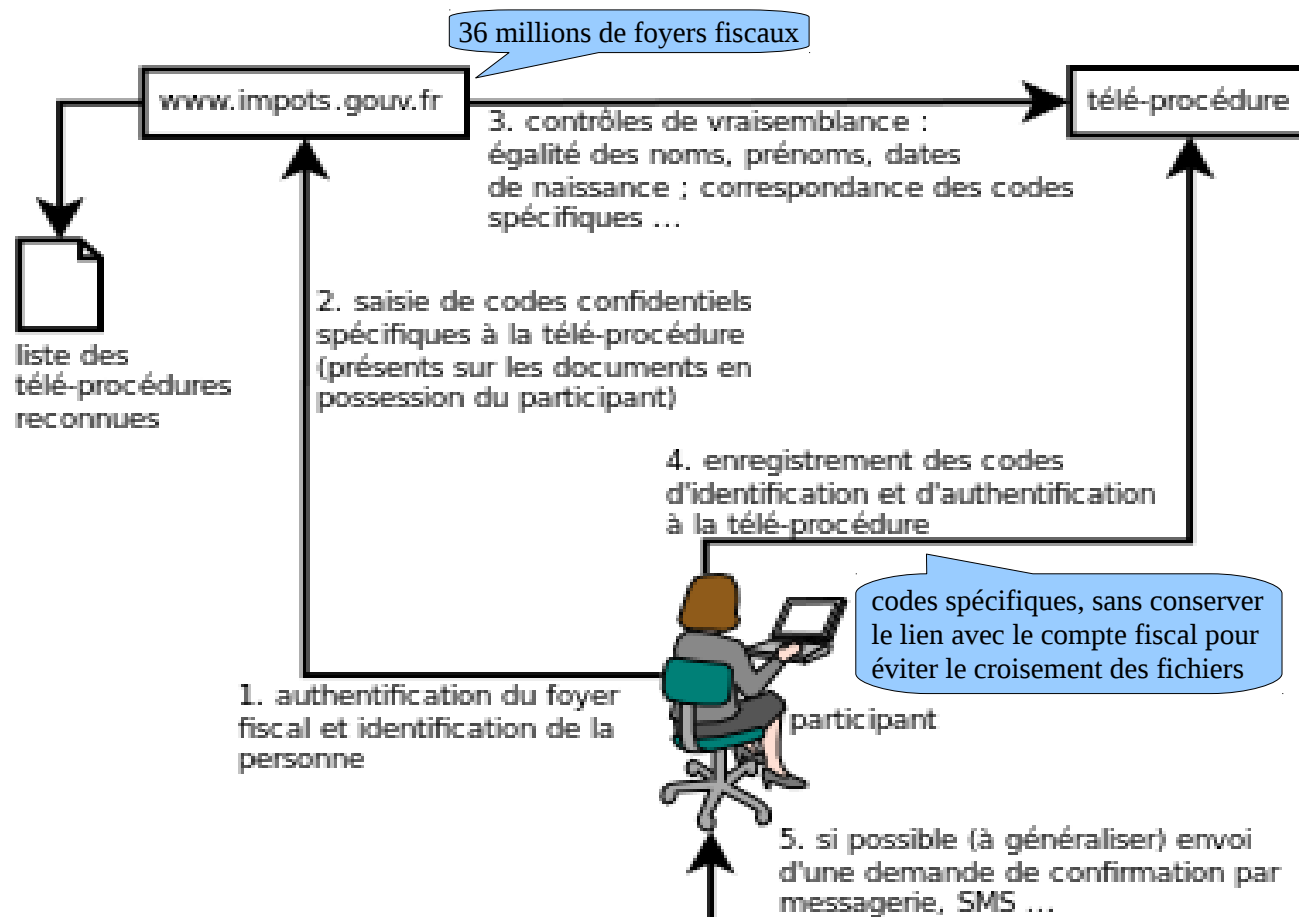 36 millions de foyers fiscaux
www.impots.gouv.fr
télé-procédure
3. contrôles de vraisemblance :
égalité des noms, prénoms, dates
de naissance ; correspondance des codes
spécifiques ...
liste des
télé-procédures
reconnues
2. saisie de codes confidentiels
spécifiques à la télé-procédure
(présents sur les documents en
possession du participant)
4. enregistrement des codes
d'identification et d'authentification
à la télé-procédure
codes spécifiques, sans conserver
le lien avec le compte fiscal pour
éviter le croisement des fichiers
1. authentification du foyer
fiscal et identification de la
personne
participant
5. si possible (à généraliser) envoi
d'une demande de confirmation par
messagerie, SMS ...